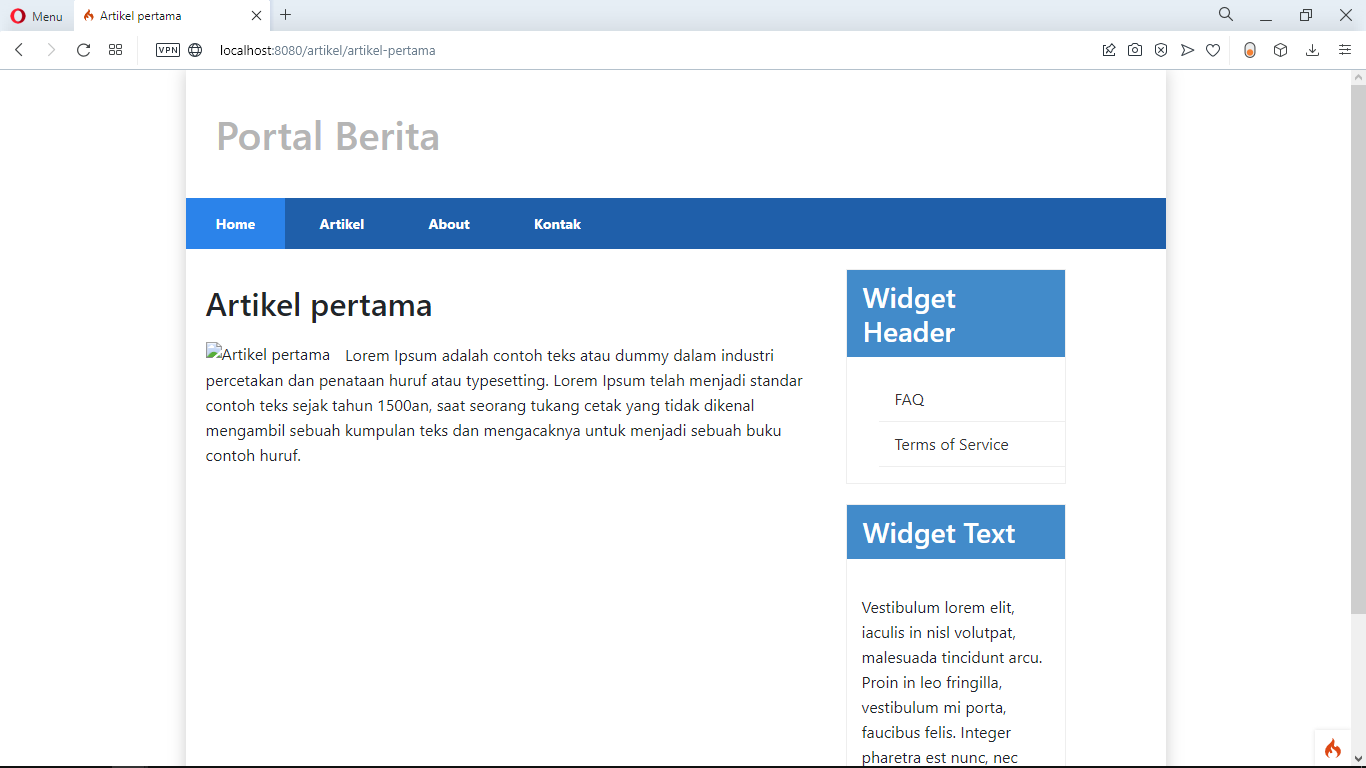 Menu
Artikel pertama
VPN
localhost:8080/artikel/artikel-pertama
Portal Berita
Home
Artikel
About
Kontak
Artikel pertama
Artikel pertama
Lorem Ipsum adalah contoh teks atau dummy dalam industri
percetakan dan penataan huruf atau typesetting. Lorem Ipsum telah menjadi standar
contoh teks sejak tahun 1500an, saat seorang tukang cetak yang tidak dikenal
mengambil sebuah kumpulan teks dan mengacaknya untuk menjadi sebuah buku
contoh huruf.
Widget
Header
FAQ
Terms of Service
Widget Text
Vestibulum lorem elit,
iaculis in nisl volutpat,
malesuada tincidunt arcu.
Proin in leo fringilla,
vestibulum mi porta,
faucibus felis. Integer
pharetra est nunc, nec